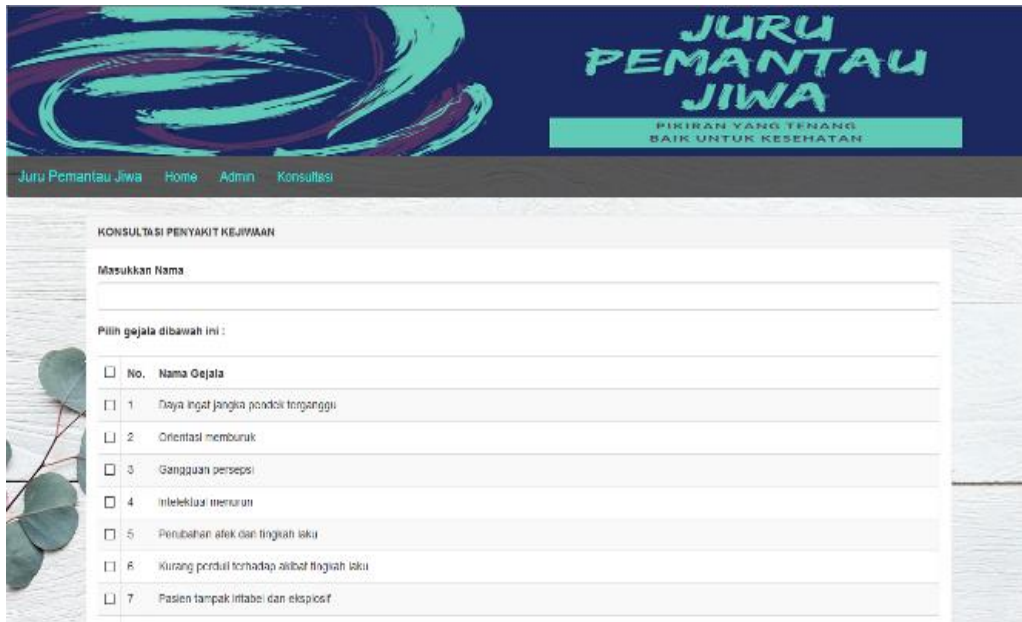 JURU
PEMANTAU
JIWA
PIKIRAN YANG TENANG
BAIK UNTUK KESEHATAN
Juru Pemantau Jiwa Home Admin Konsultasi
KONSULTASI PENYAKIT KEJIWAAN
Masukkan Nama
Pilih gejala dibawah ini :
No. Nama Gejala
1 Daya ingat jangka pendek terganggu
2 Orientasi memburuk
3 Gangguan persepsi
4 Intelektual menurun
5 Perubahan afek dan tingkah laku
6 Kurang perduli terhadap akibat tingkah laku
7 Pasien tampak iritabel dan eksplosif